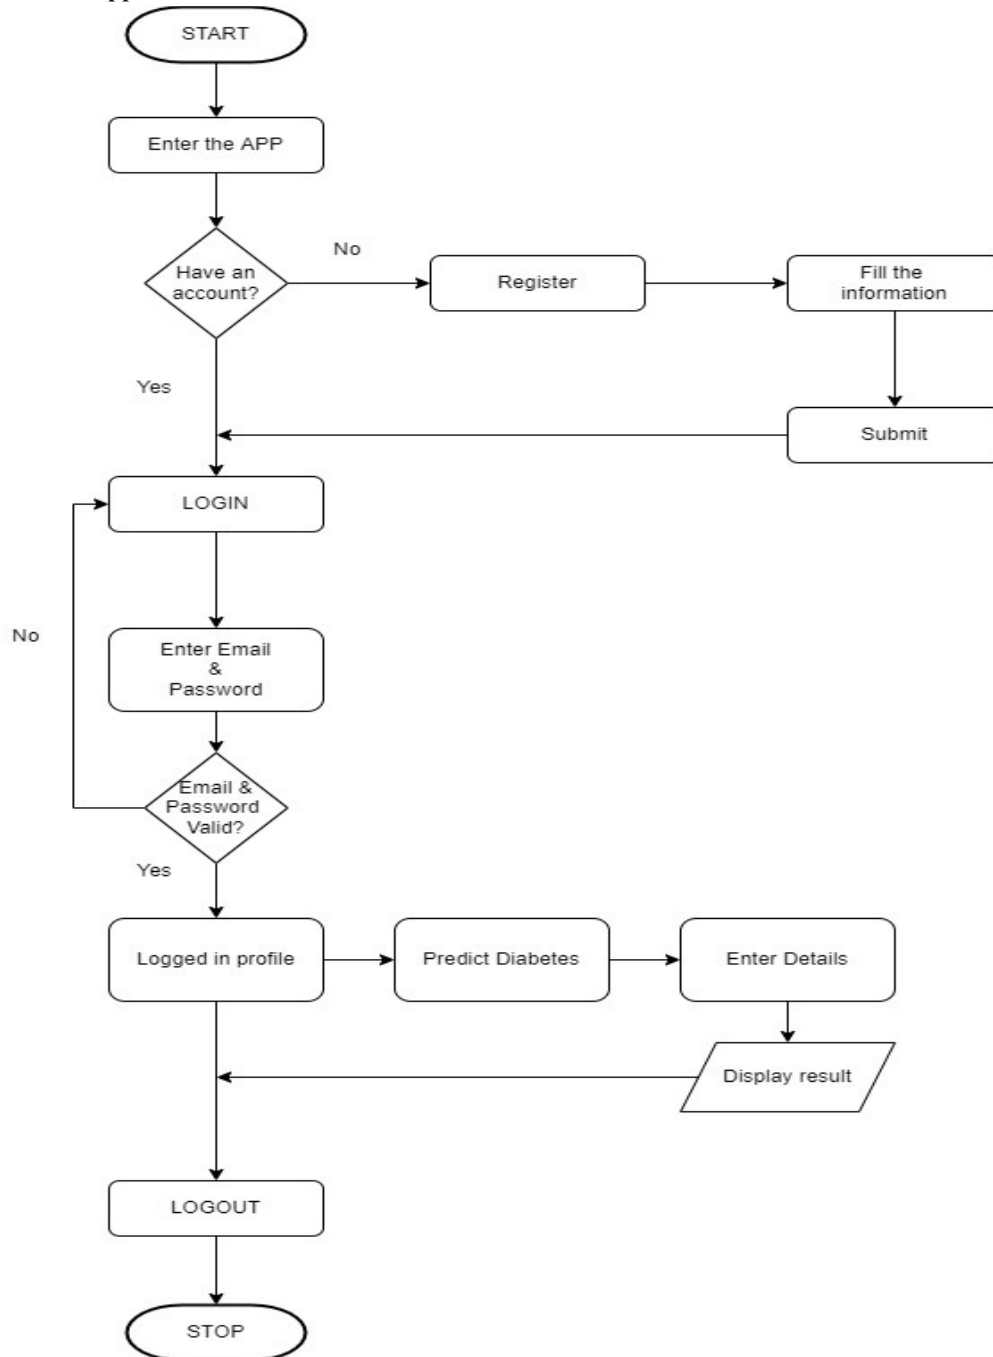 START
Enter the APP
No
Have an
account?
Register
Fill the
information
Yes
Submit
LOGIN
No
Enter Email
&
Password
Email &
Password
Valid?
Yes
Logged in profile
Predict Diabetes
Enter Details
Display result
LOGOUT
STOP